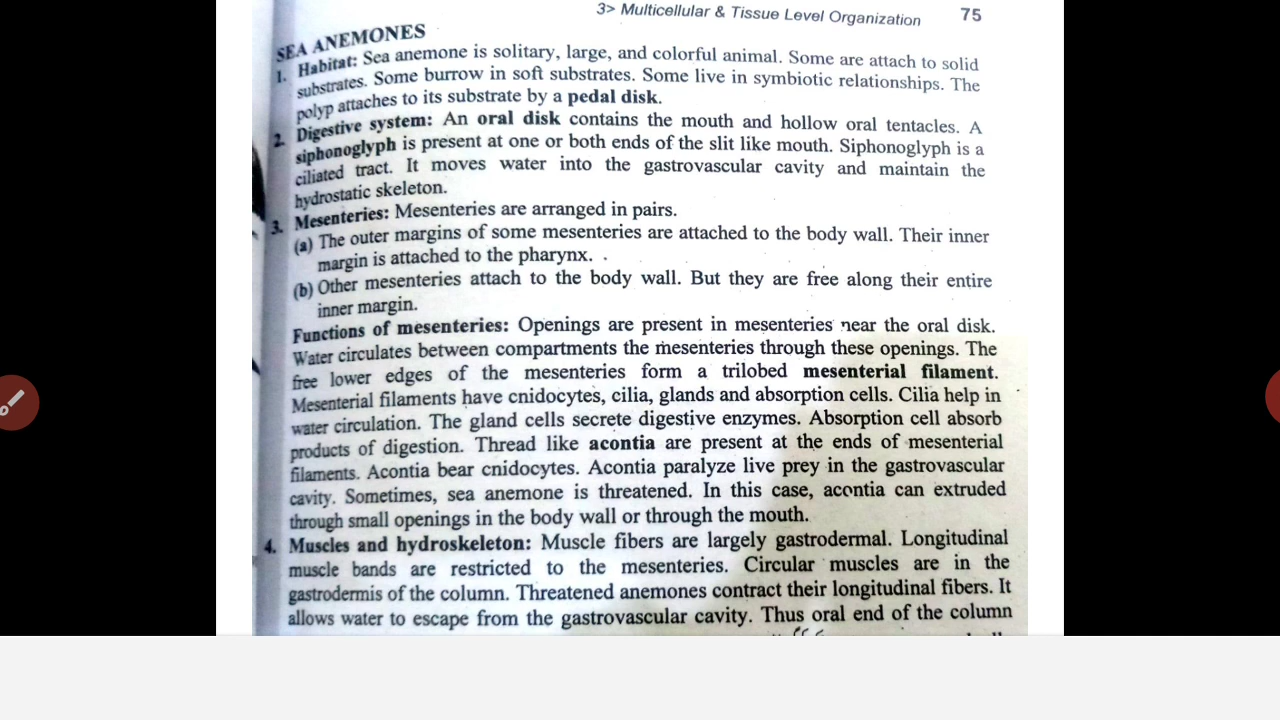 3> Multicellular & Tissue Level Organization 75
SEA ANEMONES
1. Habitat: Sea anemone is solitary, large, and colorful animal. Some are attach to solid
substrates. Some burrow in soft substrates. Some live in symbiotic relationships. The
polyp attaches to its substrate by a pedal disk.
2. Digestive system: An oral disk contains the mouth and hollow oral tentacles. A
siphonoglyph is present at one or both ends of the slit like mouth. Siphonoglyph is a
ciliated tract. It moves water into the gastrovascular cavity and maintain the
hydrostatic skeleton.
3. Mesenteries: Mesenteries are arranged in pairs.
(a) The outer margins of some mesenteries are attached to the body wall. Their inner
margin is attached to the pharynx.
(b) Other mesenteries attach to the body wall. But they are free along their entire
inner margin.
Functions of mesenteries: Openings are present in mesenteries near the oral disk.
Water circulates between compartments the mesenteries through these openings. The
free lower edges of the mesenteries form a trilobed mesenterial filament.
Mesenterial filaments have cnidocytes, cilia, glands and absorption cells. Cilia help in
water circulation. The gland cells secrete digestive enzymes. Absorption cell absorb
products of digestion. Thread like acontia are present at the ends of mesenterial
filaments. Acontia bear cnidocytes. Acontia paralyze live prey in the gastrovascular
cavity. Sometimes, sea anemone is threatened. In this case, acontia can extruded
through small openings in the body wall or through the mouth.
4. Muscles and hydroskeleton: Muscle fibers are largely gastrodermal. Longitudinal
muscle bands are restricted to the mesenteries. Circular muscles are in the
gastrodermis of the column. Threatened anemones contract their longitudinal fibers. It
allows water to escape from the gastrovascular cavity. Thus oral end of the column